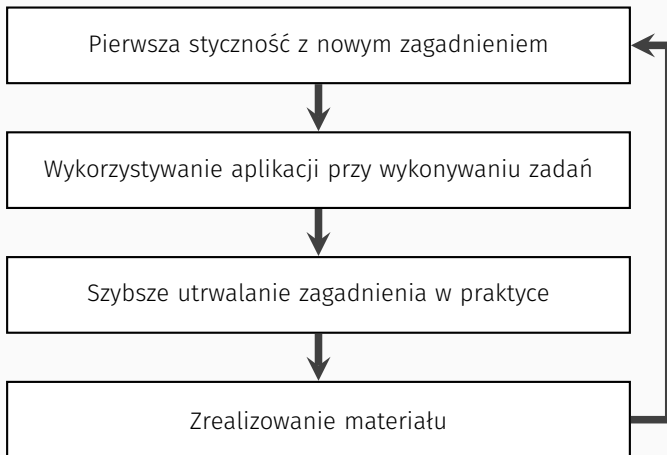 Pierwsza styczność z nowym zagadnieniem
Wykorzystywanie aplikacji przy wykonywaniu zadań
Szybsze utrwalanie zagadnienia w praktyce
Zrealizowanie materiału